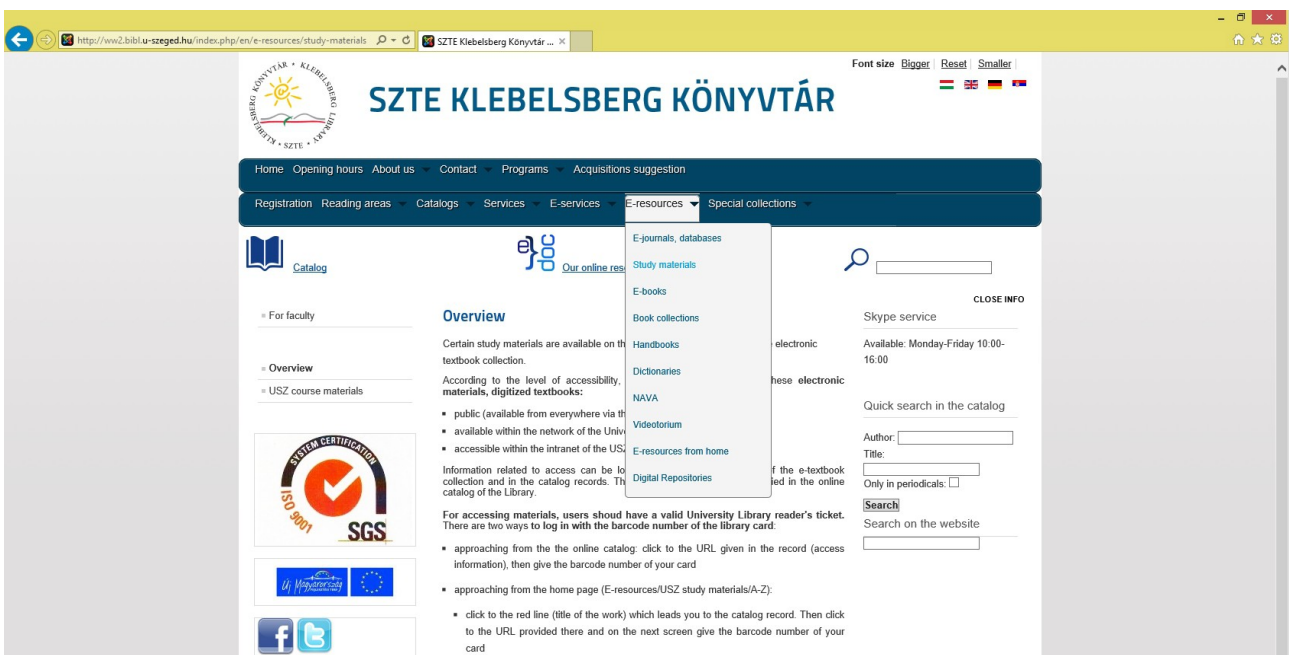 http://ww2.bibl.u-szeged.hu/index.php/en/e-resources/study-materials
SZTE Klebelsberg Könyvtár ...
Font size Bigger Reset Smaller
KÖNYVTÁR • KLEBELSBERG LIBRARY • SZTE • KLEBELSBERG
SZTE KLEBELSBERG KÖNYVTÁR
Home Opening hours About us Contact Programs Acquisitions suggestion
Registration Reading areas Catalogs Services E-services E-resources Special collections
Catalog
e}doc
Our online res
E-journals, databases
Study materials
E-books
Book collections
Handbooks
Dictionaries
NAVA
Videotorium
E-resources from home
Digital Repositories
For faculty
Overview
USZ course materials
SYSTEM CERTIFICATION
ISO 9001
SGS
Új Magyarország
Overview
Certain study materials are available on th electronic
textbook collection.
According to the level of accessibility, hese electronic
materials, digitized textbooks:
public (available from everywhere via th
available within the network of the Unive
accessible within the intranet of the USZ
Information related to access can be lo f the e-textbook
collection and in the catalog records. Th ied in the online
catalog of the Library.
For accessing materials, users shoud have a valid University Library reader's ticket.
There are two ways to log in with the barcode number of the library card:
approaching from the the online catalog: click to the URL given in the record (access
information), then give the barcode number of your card
approaching from the home page (E-resources/USZ study materials/A-Z):
click to the red line (title of the work) which leads you to the catalog record. Then click
to the URL provided there and on the next screen give the barcode number of your
card
CLOSE INFO
Skype service
Available: Monday-Friday 10:00-
16:00
Quick search in the catalog
Author:
Title:
Only in periodicals:
Search
Search on the website